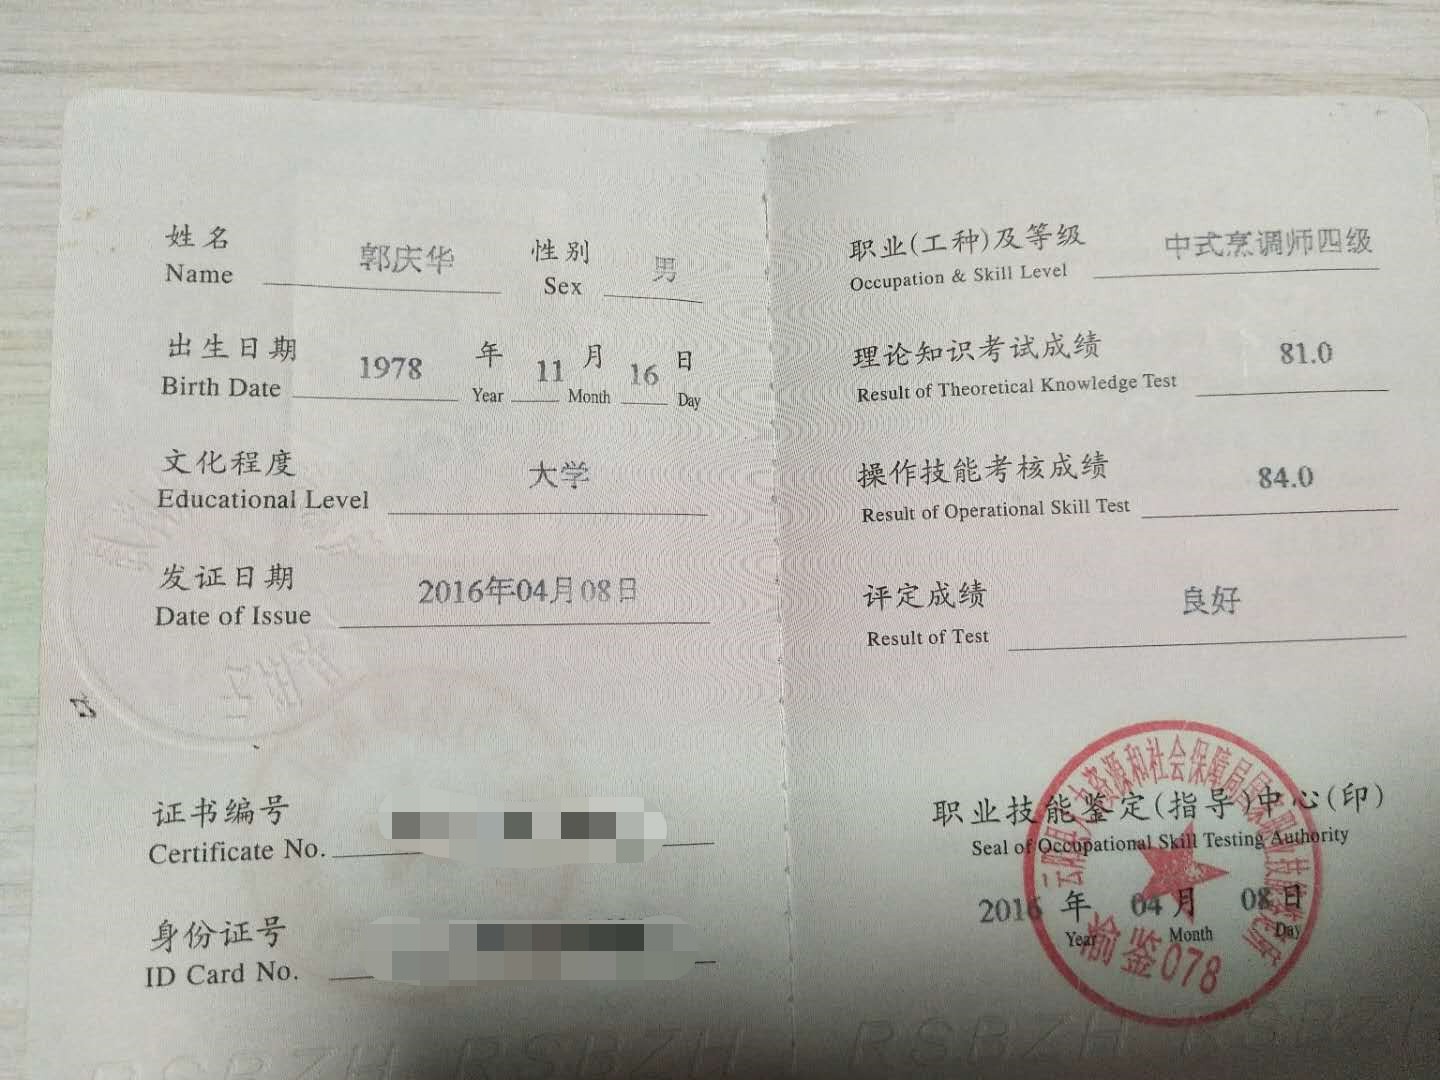 姓名 郭庆华 性别 男
Name Sex
出生日期 1978 年 11 月 16 日
Birth Date Year Month Day
文化程度 大学
Educational Level
发证日期 2016年04月08日
Date of Issue
证书编号
Certificate No.
身份证号
ID Card No.
职业(工种)及等级 中式烹调师四级
Occupation & Skill Level
理论知识考试成绩 81.0
Result of Theoretical Knowledge Test
操作技能考核成绩 84.0
Result of Operational Skill Test
评定成绩 良好
Result of Test
职业技能鉴定(指导)中心(印)
Seal of Occupational Skill Testing Authority
2016 年 04 月 08 日
Year Month Day
渝鉴078
RSBZH RSBZH RSBZH RSBZH